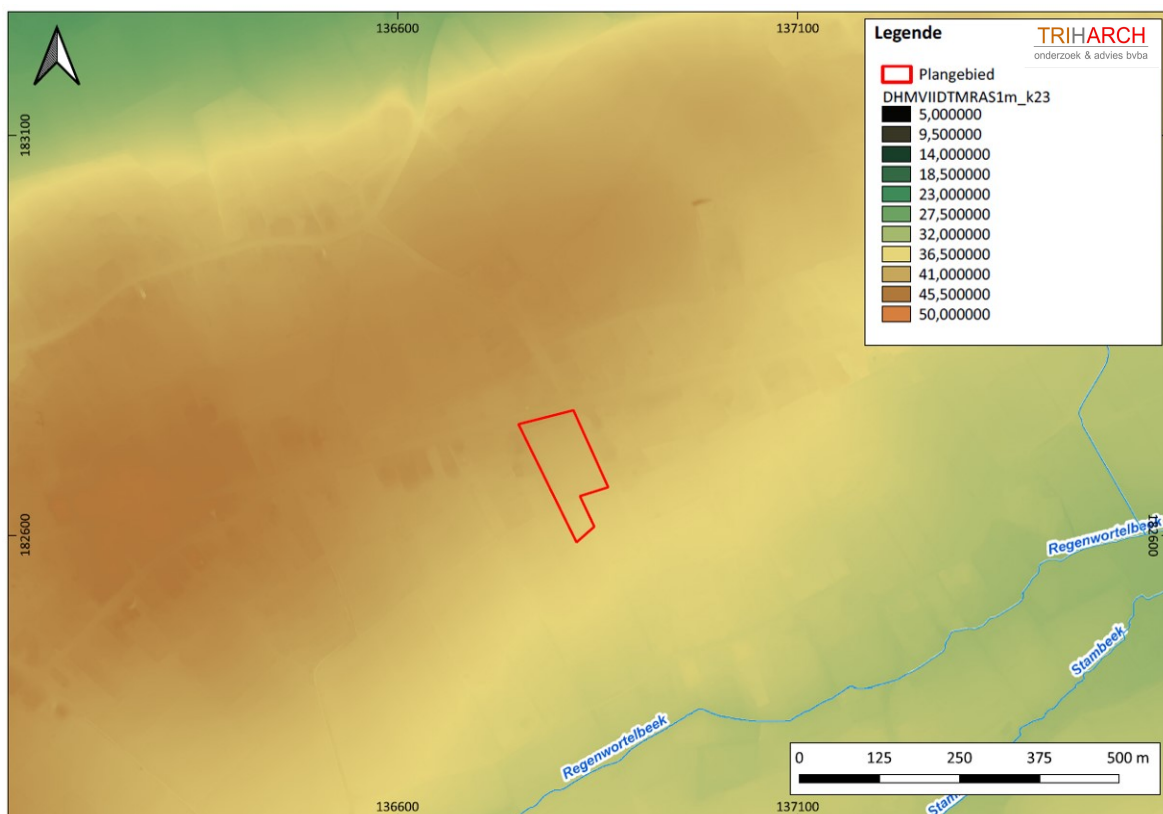 136600
137100
Legende
TRIHARCH
onderzoek & advies bvba
Plangebied
DHMVIIDTMRAS1m_k23
5,000000
9,500000
14,000000
18,500000
23,000000
27,500000
32,000000
36,500000
41,000000
45,500000
50,000000
183100
182600
182600
Regenwortelbeek
Stambeek
Regenwortelbeek
Stam
0 125 250 375 500 m
136600
137100